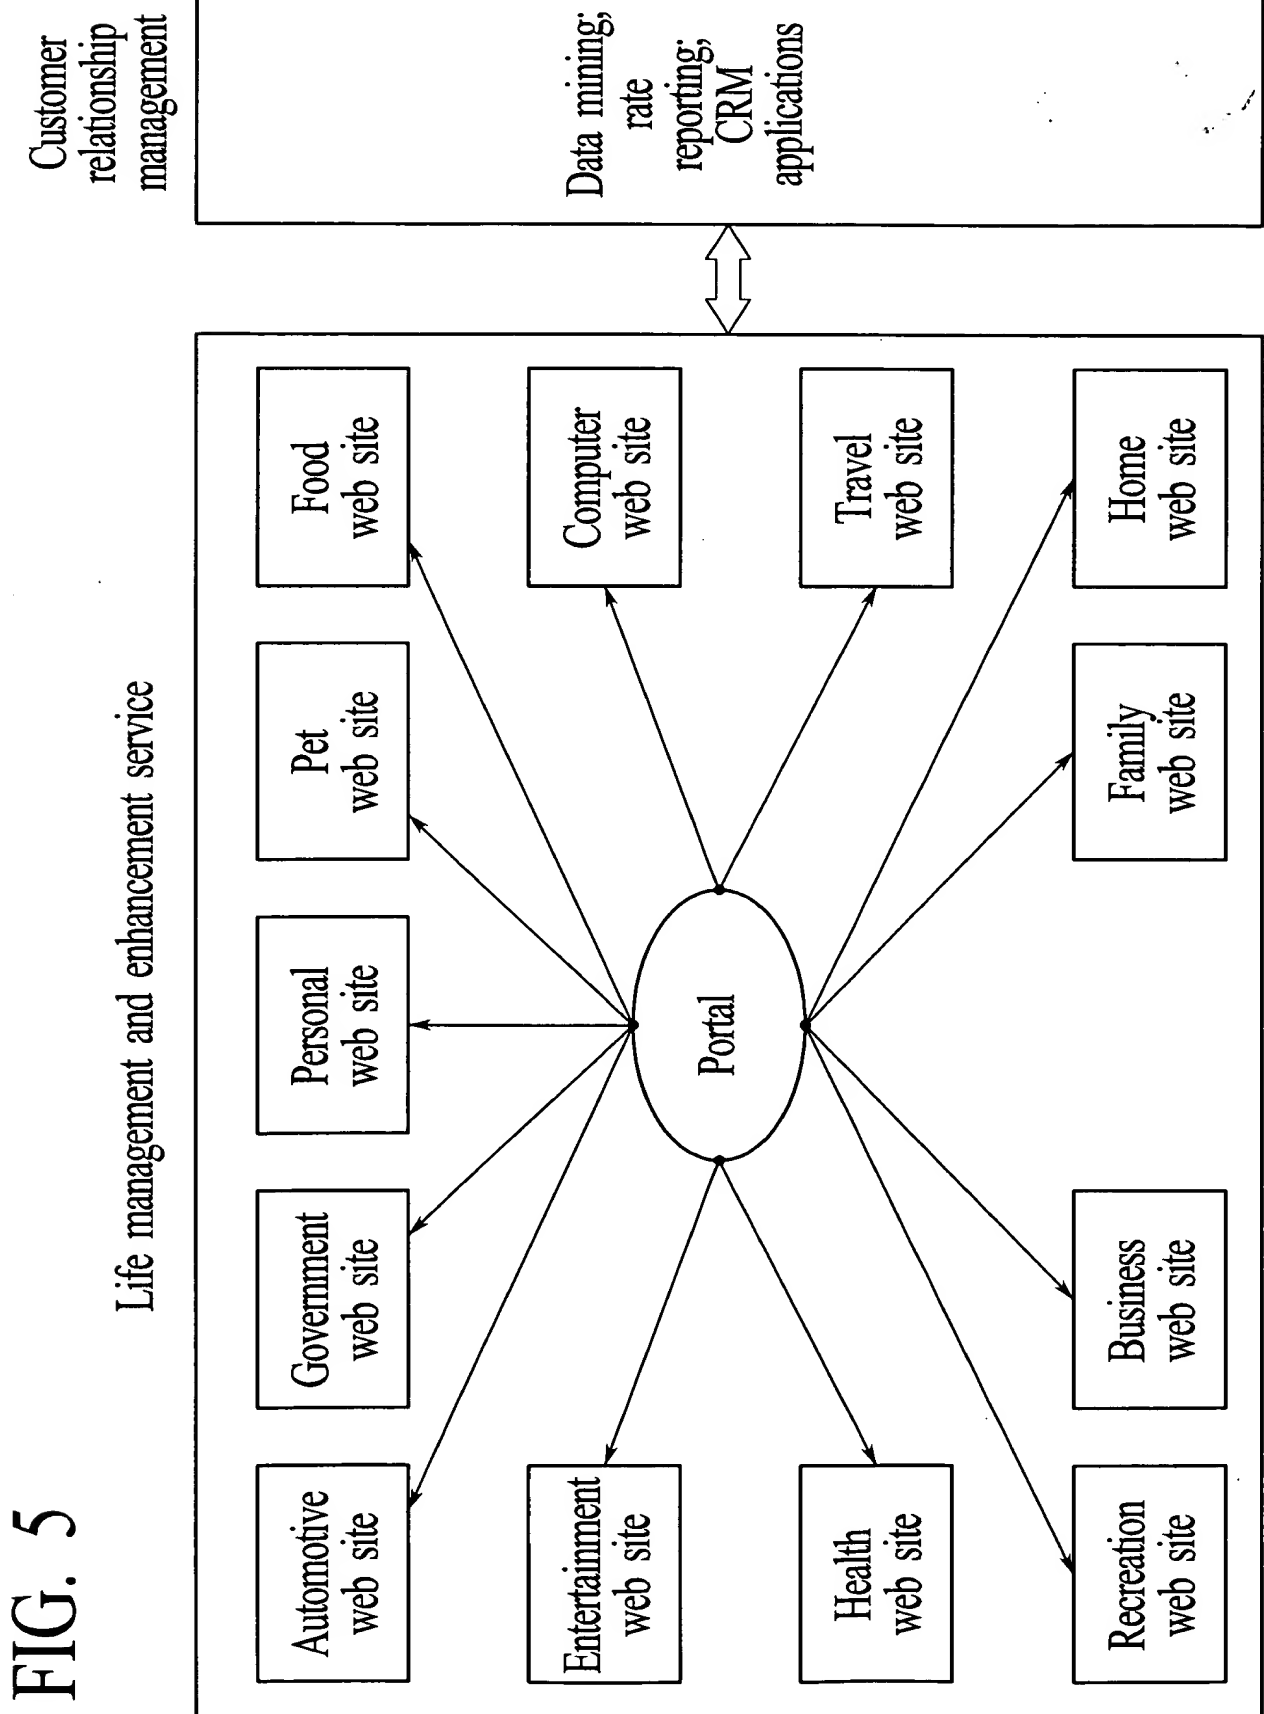 FIG. 5
Life management and enhancement service
Customer
relationship
management
Automotive
web site
Government
web site
Personal
web site
Pet
web site
Food
web site
Entertainment
web site
Computer
web site
Portal
Health
web site
Travel
web site
Recreation
web site
Business
web site
Family
web site
Home
web site
Data mining;
rate
reporting;
CRM
applications